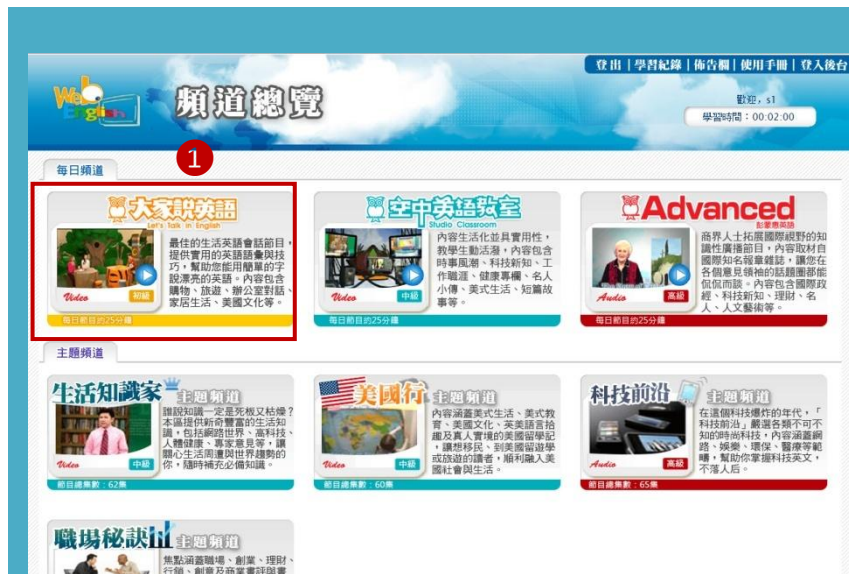 登出 | 學習紀錄 | 佈告欄 | 使用手冊 | 登入後台
Web English
頻道總覽
歡迎, s1
學習時間：00:02:00
1
每日頻道
大家說英語
Let's Talk in English
最佳的生活英語會話節目，
提供實用的英語語彙與技
巧，幫助您能用簡單的字
說漂亮的英語。內容包含
購物、旅遊、辦公室對話、
家居生活、美國文化等。
Video
初級
每日節目約25分鐘
空中英語教室
Studio Classroom
內容生活化並具實用性，
教學生動活潑，內容包含
時事風潮、科技新知、工
作職涯、健康專欄、名人
小傳、美式生活、短篇故
事等。
Video
中級
每日節目約25分鐘
Advanced
彭蒙惠英語
商界人士拓展國際視野的知
識性廣播節目，內容取材自
國際知名報章雜誌，讓您在
各個意見領袖的話題圈都能
侃侃而談。內容包含國際政
經、科技新知、理財、名
人、人文藝術等。
Audio
高級
每日節目約25分鐘
主題頻道
生活知識家
主題頻道
誰說知識一定是死板又枯燥？
本區提供新奇豐富的生活知
識，包括網路世界、高科技、
人體健康、專家意見等，讓
關心生活周遭與世界趨勢的
你，隨時補充必備知識。
Video
中級
節目總集數：62集
美國行
主題頻道
內容涵蓋美式生活、美式教
育、美國文化、英美語言拾
趣及真人實境的美國留學記
，讓想移民、到美國留遊學
或旅遊的讀者，順利融入美
國社會與生活。
Video
中級
節目總集數：60集
科技前沿
主題頻道
在這個科技爆炸的年代，「
科技前沿」嚴選各類不可不
知的時尚科技，內容涵蓋網
路、娛樂、環保、醫療等範
疇，幫助你掌握科技英文，
不落人后。
Audio
高級
節目總集數：65集
職場秘訣
主題頻道
焦點涵蓋職場、創業、理財、
行銷、創意及商業書評與書